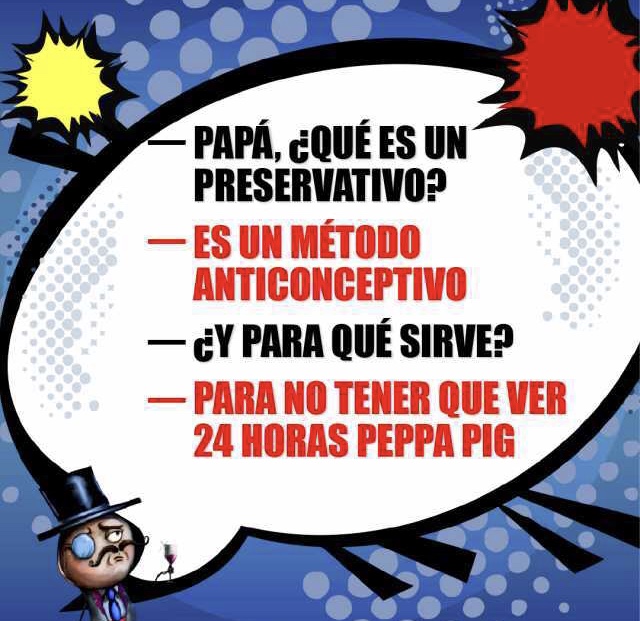 — PAPÁ, ¿QUÉ ES UN
PRESERVATIVO?
— ES UN MÉTODO
ANTICONCEPTIVO
— ¿Y PARA QUÉ SIRVE?
— PARA NO TENER QUE VER
24 HORAS PEPPA PIG